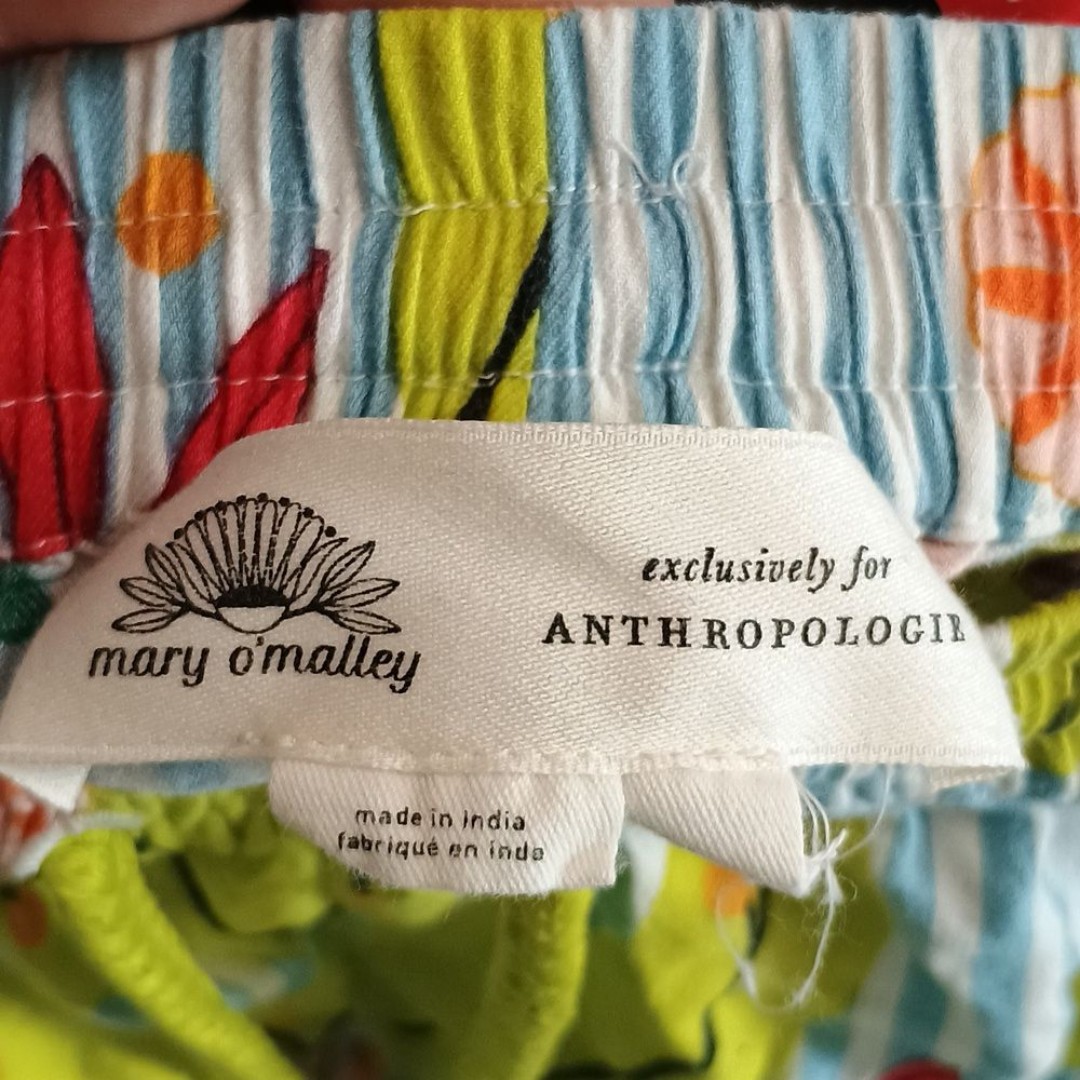 mary o'malley
exclusively for
ANTHROPOLOGIE
made in india
fabriqué en inde